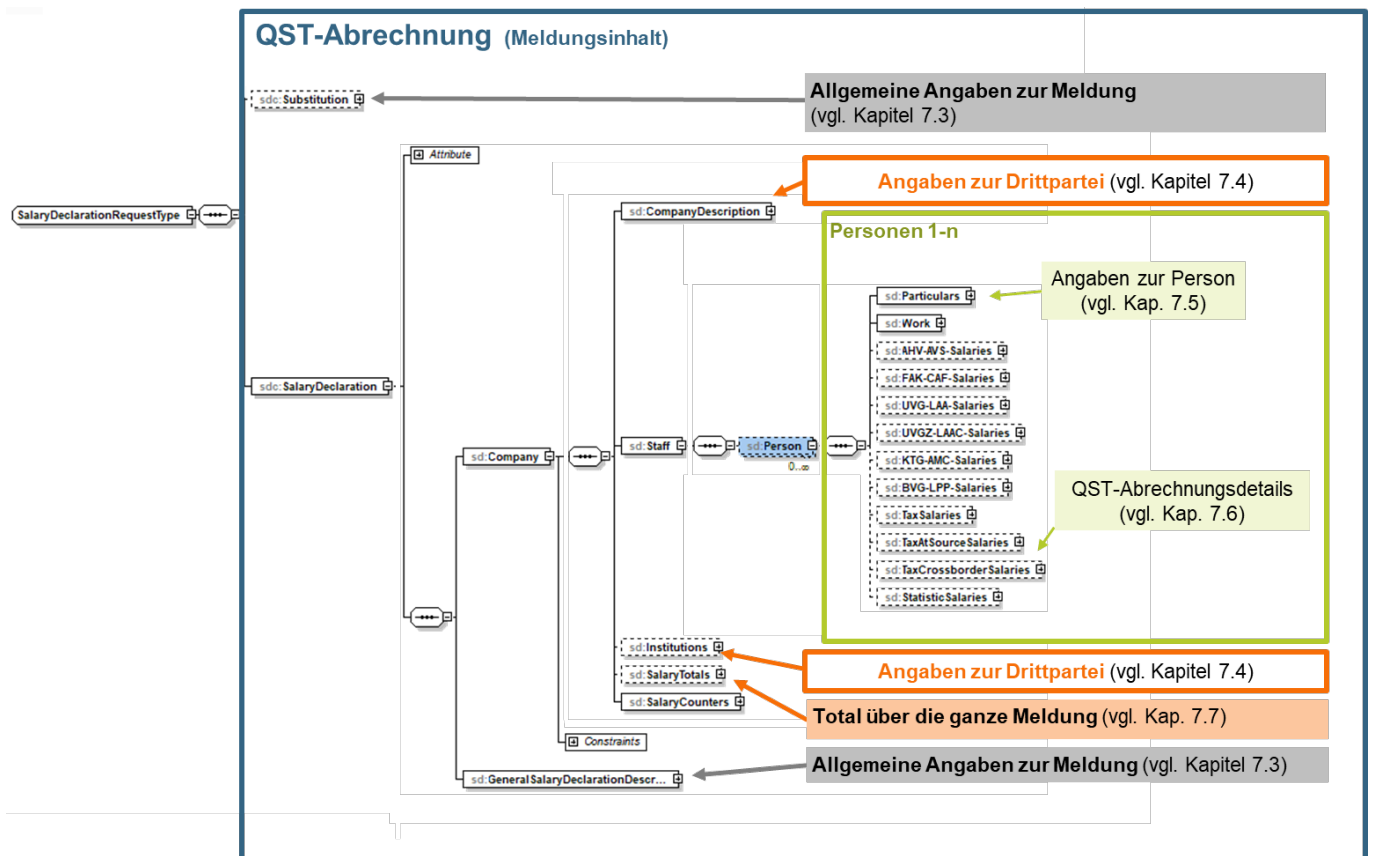 QST-Abrechnung (Meldungsinhalt)
sdc:Substitution
Allgemeine Angaben zur Meldung
(vgl. Kapitel 7.3)
Attribute
Angaben zur Drittpartei (vgl. Kapitel 7.4)
SalaryDeclarationRequestType
sd:CompanyDescription
Personen 1-n
Angaben zur Person
(vgl. Kap. 7.5)
sd:Particulars
sd:Work
sd:AHV-AVS-Salaries
sd:FAK-CAF-Salaries
sdc:SalaryDeclaration
sd:UVG-LAA-Salaries
sd:UVGZ-LAAC-Salaries
sd:Company
sd:Staff
sd:Person
0..∞
sd:KTG-AMC-Salaries
sd:BVG-LPP-Salaries
QST-Abrechnungsdetails
(vgl. Kap. 7.6)
sd:TaxSalaries
sd:TaxAtSourceSalaries
sd:TaxCrossborderSalaries
sd:StatisticSalaries
sd:Institutions
Angaben zur Drittpartei (vgl. Kapitel 7.4)
sd:SalaryTotals
sd:SalaryCounters
Total über die ganze Meldung (vgl. Kap. 7.7)
Constraints
sd:GeneralSalaryDeclarationDescr...
Allgemeine Angaben zur Meldung (vgl. Kapitel 7.3)